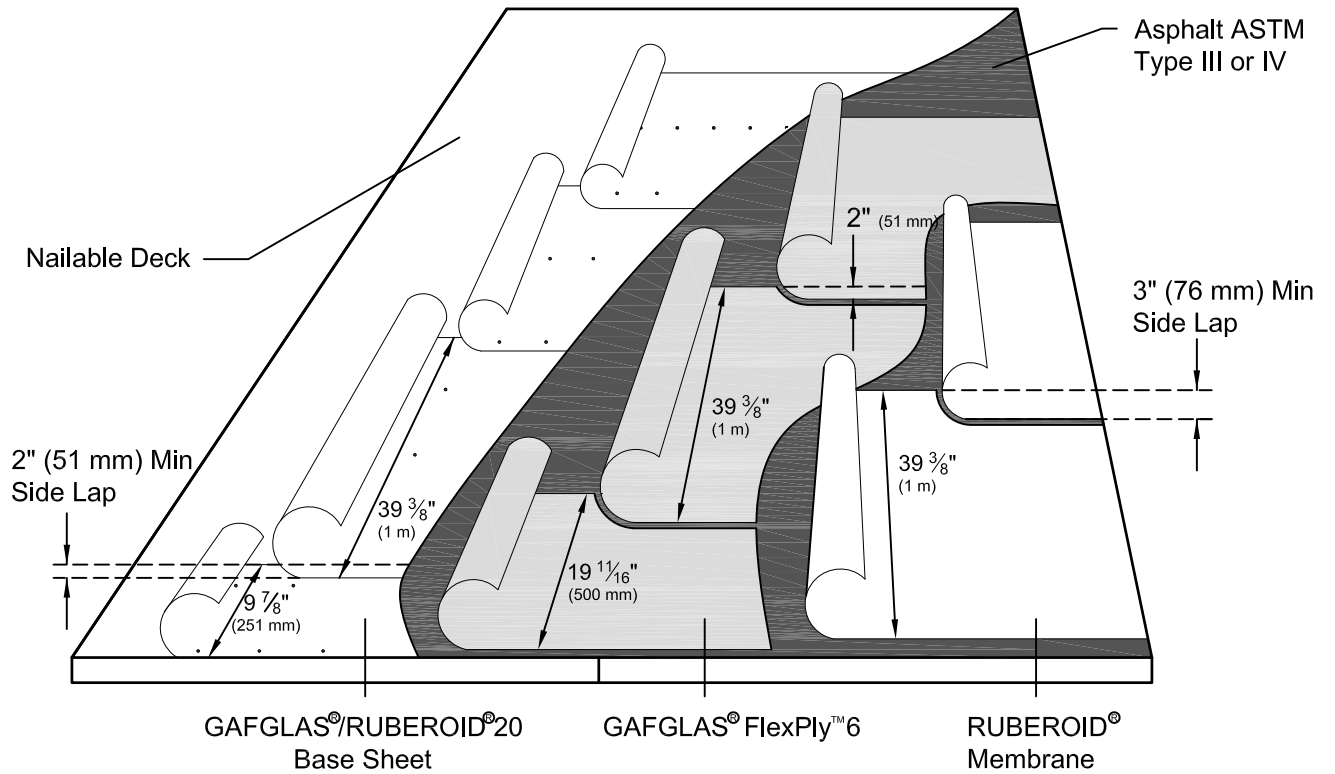 Asphalt ASTM
Type III or IV
Nailable Deck
2" (51 mm)
3" (76 mm) Min
Side Lap
39 ⅜"
(1 m)
39 ⅜"
(1 m)
2" (51 mm) Min
Side Lap
39 ⅜"
(1 m)
19 11⁄16"
(500 mm)
9 ⅞"
(251 mm)
GAFGLAS®/RUBEROID®20
Base Sheet
GAFGLAS® FlexPly™6
RUBEROID®
Membrane